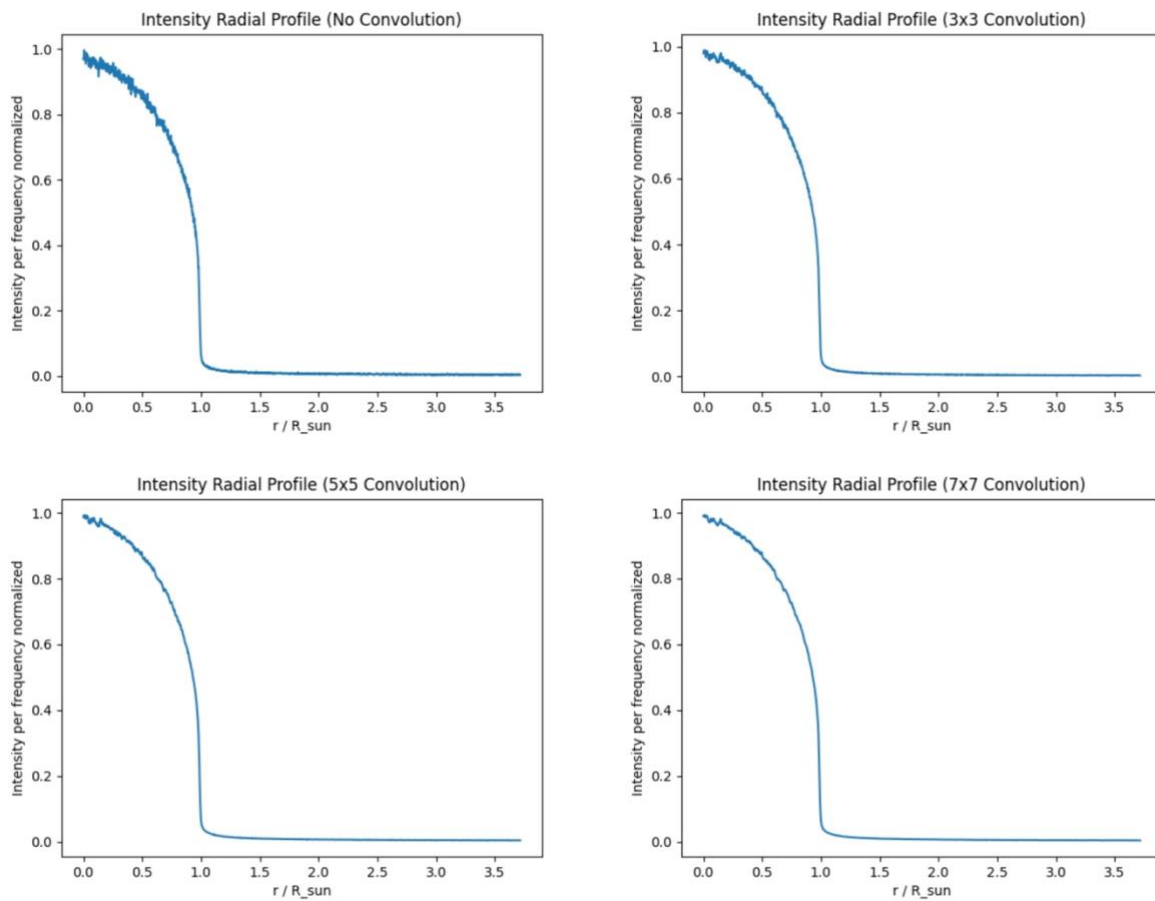 Intensity Radial Profile (No Convolution)
Intensity per frequency normalized
1.0
0.8
0.6
0.4
0.2
0.0
0.0 0.5 1.0 1.5 2.0 2.5 3.0 3.5
r / R_sun
Intensity Radial Profile (3x3 Convolution)
Intensity per frequency normalized
1.0
0.8
0.6
0.4
0.2
0.0
0.0 0.5 1.0 1.5 2.0 2.5 3.0 3.5
r / R_sun
Intensity Radial Profile (5x5 Convolution)
Intensity per frequency normalized
1.0
0.8
0.6
0.4
0.2
0.0
0.0 0.5 1.0 1.5 2.0 2.5 3.0 3.5
r / R_sun
Intensity Radial Profile (7x7 Convolution)
Intensity per frequency normalized
1.0
0.8
0.6
0.4
0.2
0.0
0.0 0.5 1.0 1.5 2.0 2.5 3.0 3.5
r / R_sun